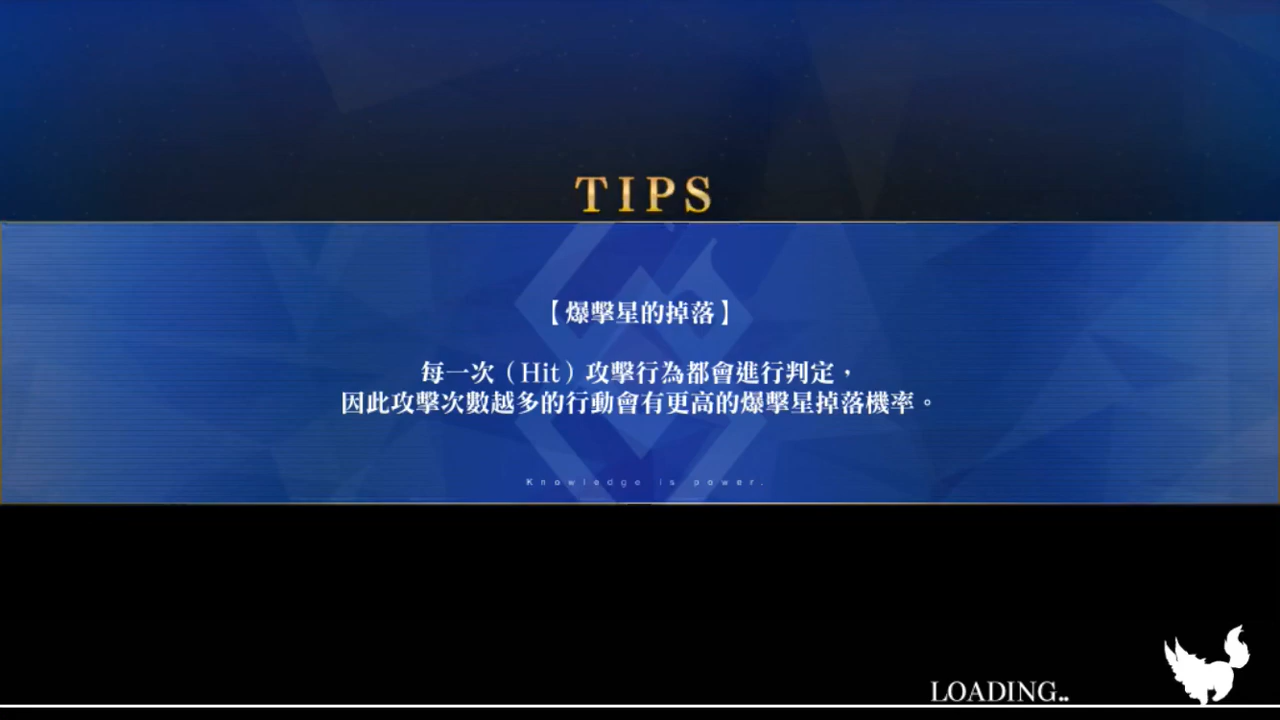 TIPS
【爆擊星的掉落】
每一次（Hit）攻擊行為都會進行判定，
因此攻擊次數越多的行動會有更高的爆擊星掉落機率。
Knowledge is power.
LOADING..